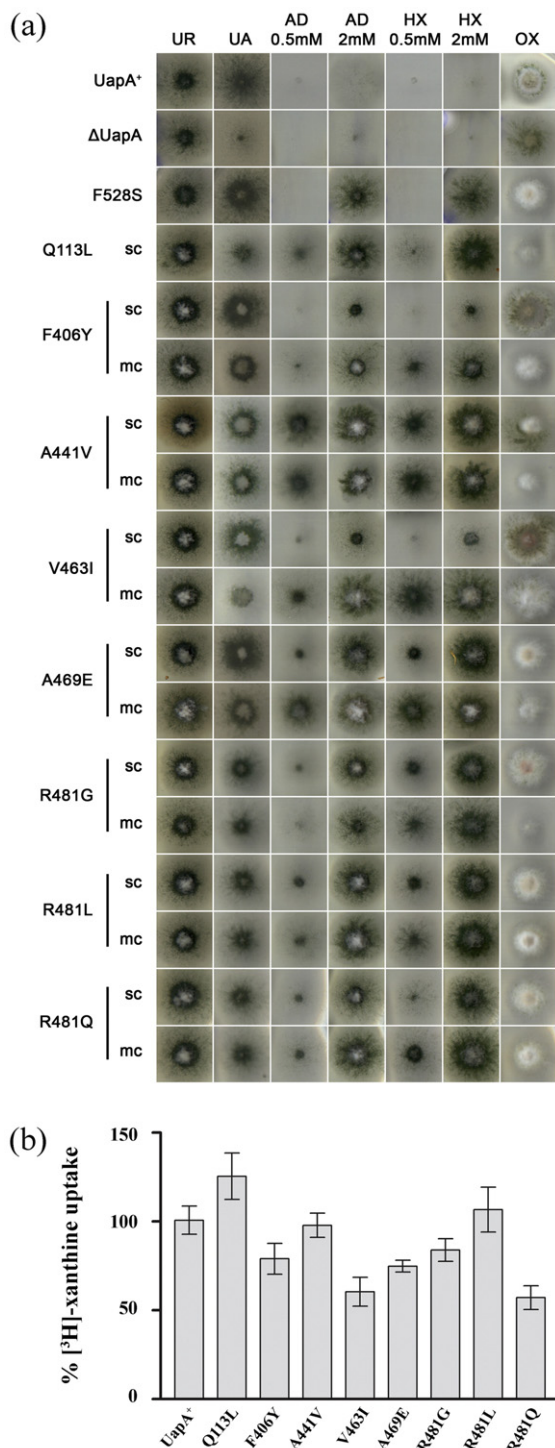 (a)
UR UA AD 0.5mM AD 2mM HX 0.5mM HX 2mM OX
UapA⁺
ΔUapA
F528S
Q113L sc
F406Y sc
mc
A441V sc
mc
V463I sc
mc
A469E sc
mc
R481G sc
mc
R481L sc
mc
R481Q sc
mc
(b)
% [³H]-xanthine uptake
150
100
50
0
UapA⁺ Q113L F406Y A441V V463I A469E R481G R481L R481Q